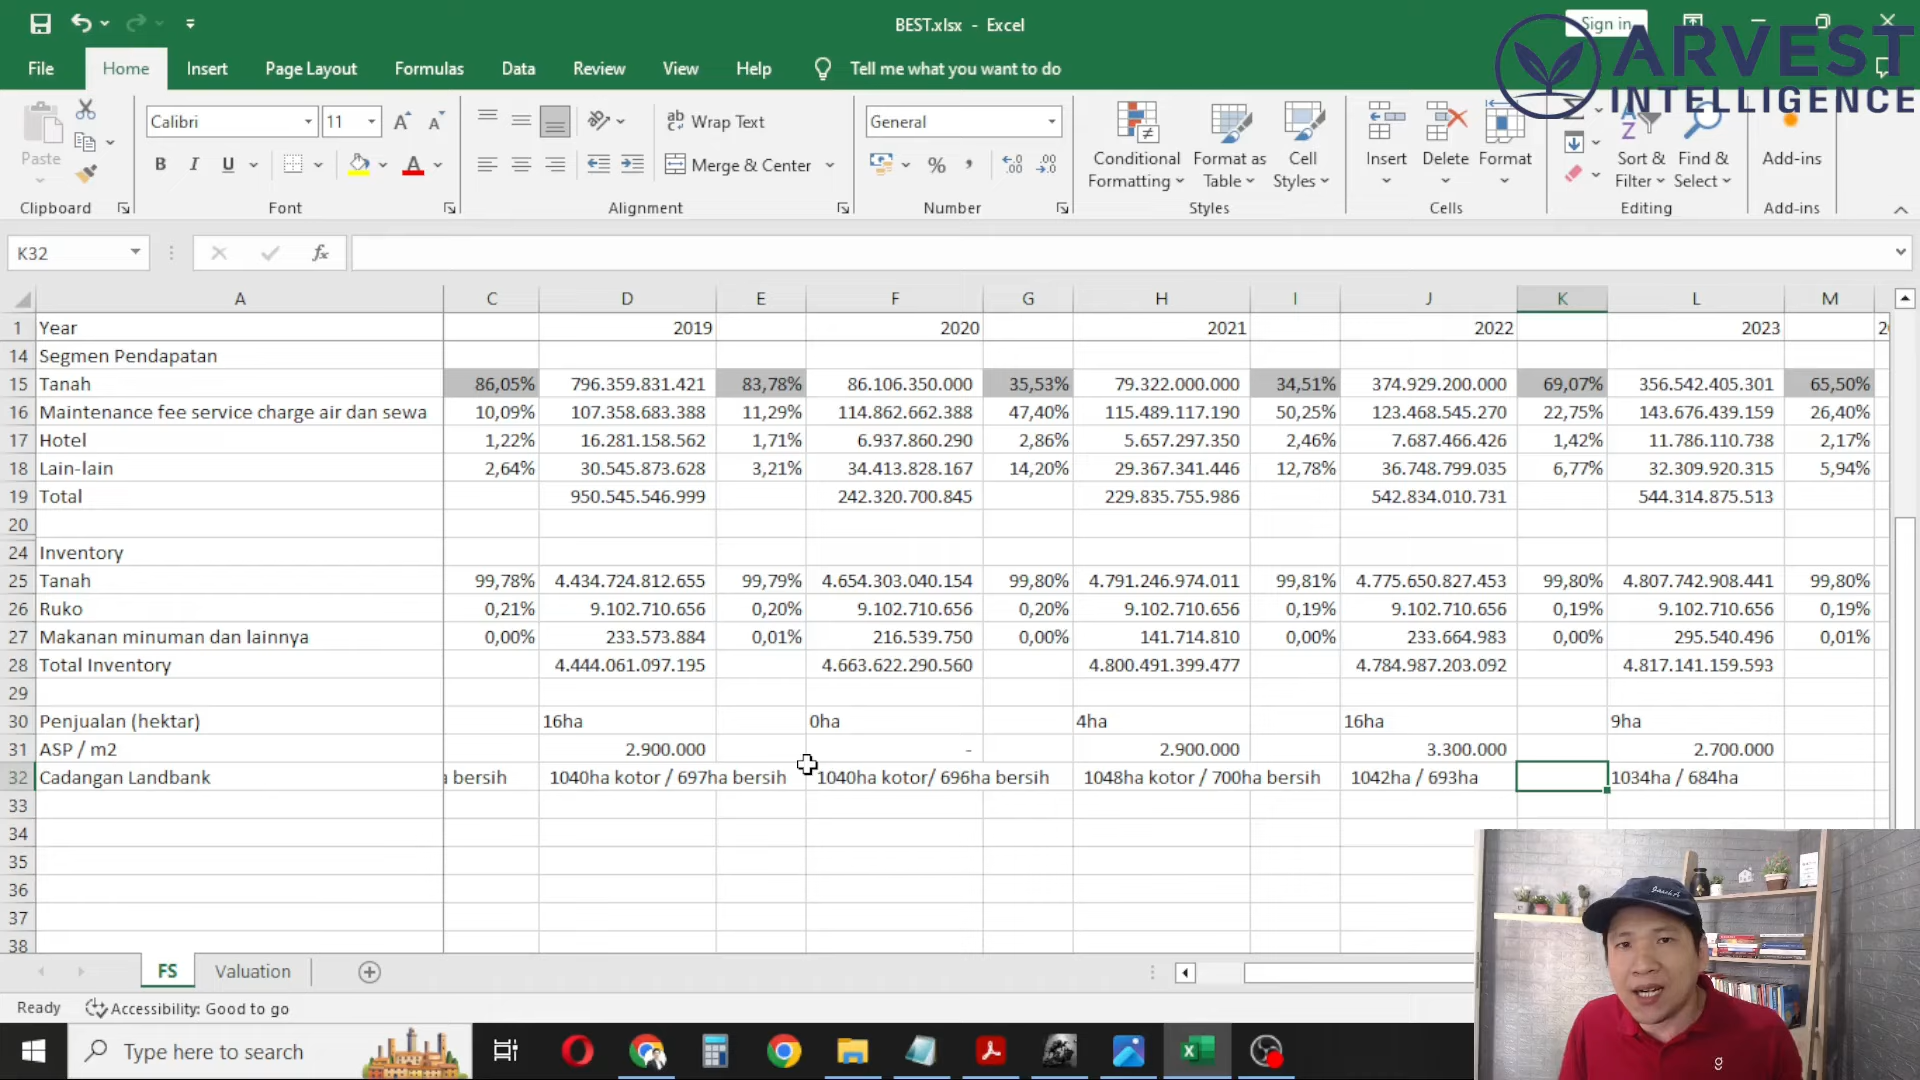 BEST.xlsx - Excel
Sign in
ARVEST
INTELLIGENCE
File Home Insert Page Layout Formulas Data Review View Help Tell me what you want to do
Paste
Calibri 11
Wrap Text
General
Merge & Center
Conditional Formatting
Format as Table
Cell Styles
Insert Delete Format
Sort & Filter
Find & Select
Add-ins
Clipboard Font Alignment Number Styles Cells Editing Add-ins
K32 fx
A C D E F G H I J K L M
1 Year 2019 2020 2021 2022 2023
14 Segmen Pendapatan
15 Tanah 86,05% 796.359.831.421 83,78% 86.106.350.000 35,53% 79.322.000.000 34,51% 374.929.200.000 69,07% 356.542.405.301 65,50%
16 Maintenance fee service charge air dan sewa 10,09% 107.358.683.388 11,29% 114.862.662.388 47,40% 115.489.117.190 50,25% 123.468.545.270 22,75% 143.676.439.159 26,40%
17 Hotel 1,22% 16.281.158.562 1,71% 6.937.860.290 2,86% 5.657.297.350 2,46% 7.687.466.426 1,42% 11.786.110.738 2,17%
18 Lain-lain 2,64% 30.545.873.628 3,21% 34.413.828.167 14,20% 29.367.341.446 12,78% 36.748.799.035 6,77% 32.309.920.315 5,94%
19 Total 950.545.546.999 242.320.700.845 229.835.755.986 542.834.010.731 544.314.875.513
20
24 Inventory
25 Tanah 99,78% 4.434.724.812.655 99,79% 4.654.303.040.154 99,80% 4.791.246.974.011 99,81% 4.775.650.827.453 99,80% 4.807.742.908.441 99,80%
26 Ruko 0,21% 9.102.710.656 0,20% 9.102.710.656 0,20% 9.102.710.656 0,19% 9.102.710.656 0,19% 9.102.710.656 0,19%
27 Makanan minuman dan lainnya 0,00% 233.573.884 0,01% 216.539.750 0,00% 141.714.810 0,00% 233.664.983 0,00% 295.540.496 0,01%
28 Total Inventory 4.444.061.097.195 4.663.622.290.560 4.800.491.399.477 4.784.987.203.092 4.817.141.159.593
29
30 Penjualan (hektar) 16ha 0ha 4ha 16ha 9ha
31 ASP / m2 2.900.000 - 2.900.000 3.300.000 2.700.000
32 Cadangan Landbank bersih 1040ha kotor / 697ha bersih 1040ha kotor/ 696ha bersih 1048ha kotor / 700ha bersih 1042ha / 693ha 1034ha / 684ha
33
34
35
36
37
38
FS Valuation
Ready Accessibility: Good to go
Type here to search